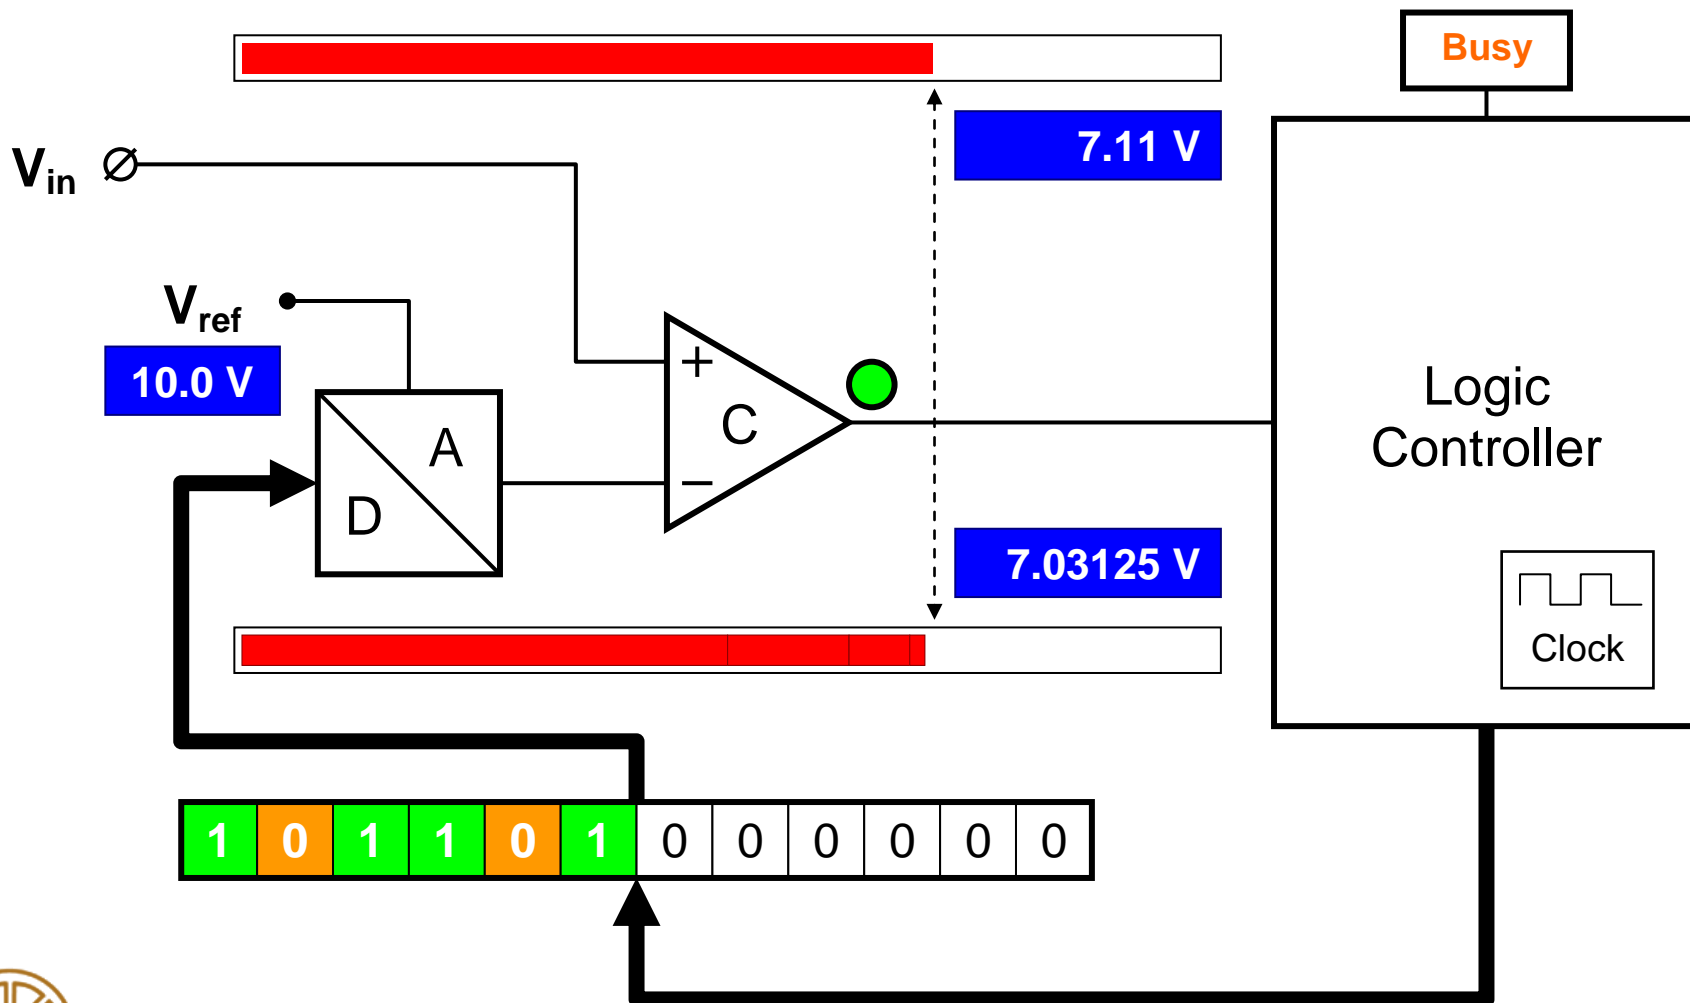 Busy
7.11 V
Vin
Vref
10.0 V
+
C
−
A
D
Logic
Controller
7.03125 V
Clock
1 0 1 1 0 1 0 0 0 0 0 0